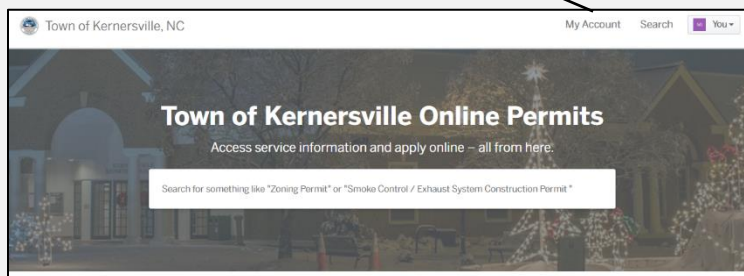 Town of Kernersville, NC
My Account Search You
Town of Kernersville Online Permits
Access service information and apply online – all from here.
Search for something like "Zoning Permit" or "Smoke Control / Exhaust System Construction Permit "